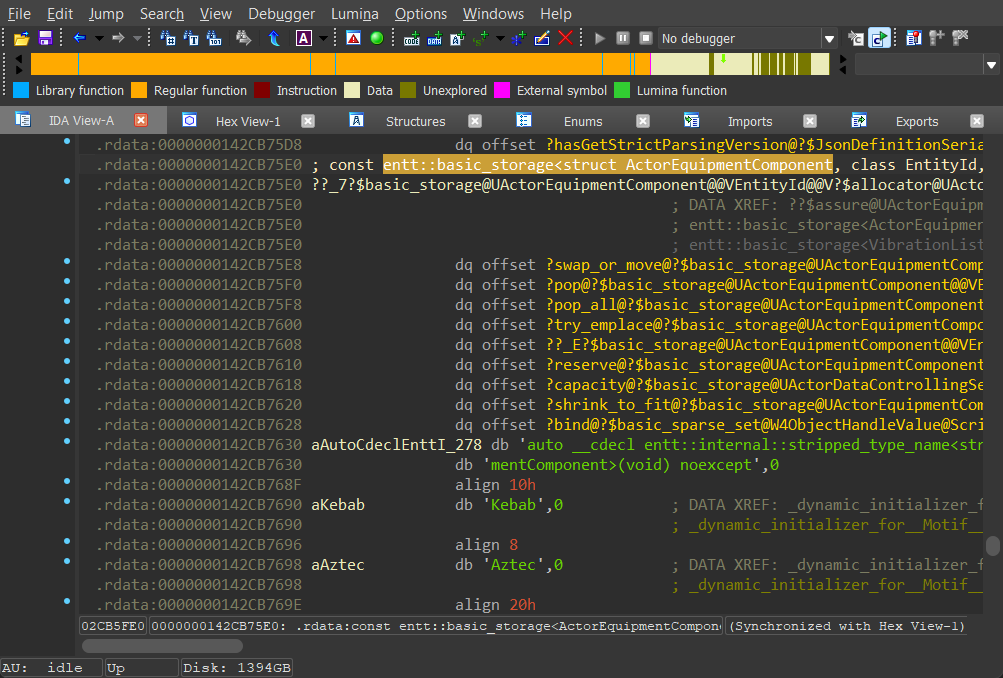 File Edit Jump Search View Debugger Lumina Options Windows Help
No debugger
Library function Regular function Instruction Data Unexplored External symbol Lumina function
IDA View-A Hex View-1 Structures Enums Imports Exports
.rdata:0000000142CB75D8 dq offset ?hasGetStrictParsingVersion@?$JsonDefinitionSeria
.rdata:0000000142CB75E0 ; const entt::basic_storage<struct ActorEquipmentComponent, class EntityId,
.rdata:0000000142CB75E0 ??_7?$basic_storage@UActorEquipmentComponent@@VEntityId@@V?$allocator@UActo
.rdata:0000000142CB75E0 ; DATA XREF: ??$assure@UActorEquipm
.rdata:0000000142CB75E0 ; entt::basic_storage<ActorEquipmen
.rdata:0000000142CB75E0 ; entt::basic_storage<VibrationList
.rdata:0000000142CB75E8 dq offset ?swap_or_move@?$basic_storage@UActorEquipmentComp
.rdata:0000000142CB75F0 dq offset ?pop@?$basic_storage@UActorEquipmentComponent@@VE
.rdata:0000000142CB75F8 dq offset ?pop_all@?$basic_storage@UActorEquipmentComponent
.rdata:0000000142CB7600 dq offset ?try_emplace@?$basic_storage@UActorEquipmentCompo
.rdata:0000000142CB7608 dq offset ??_E?$basic_storage@UActorEquipmentComponent@@VEn
.rdata:0000000142CB7610 dq offset ?reserve@?$basic_storage@UActorEquipmentComponent
.rdata:0000000142CB7618 dq offset ?capacity@?$basic_storage@UActorDataControllingSe
.rdata:0000000142CB7620 dq offset ?shrink_to_fit@?$basic_storage@UActorEquipmentCom
.rdata:0000000142CB7628 dq offset ?bind@?$basic_sparse_set@W4ObjectHandleValue@Scri
.rdata:0000000142CB7630 aAutoCdeclEnttI_278 db 'auto __cdecl entt::internal::stripped_type_name<str
.rdata:0000000142CB7630 db 'mentComponent>(void) noexcept',0
.rdata:0000000142CB768F align 10h
.rdata:0000000142CB7690 aKebab db 'Kebab',0 ; DATA XREF: _dynamic_initializer_f
.rdata:0000000142CB7690 ; _dynamic_initializer_for__Motif__
.rdata:0000000142CB7696 align 8
.rdata:0000000142CB7698 aAztec db 'Aztec',0 ; DATA XREF: _dynamic_initializer_f
.rdata:0000000142CB7698 ; _dynamic_initializer_for__Motif__
.rdata:0000000142CB769E align 20h
02CB5FE0 0000000142CB75E0: .rdata:const entt::basic_storage<ActorEquipmentCompon (Synchronized with Hex View-1)
AU: idle Up Disk: 1394GB